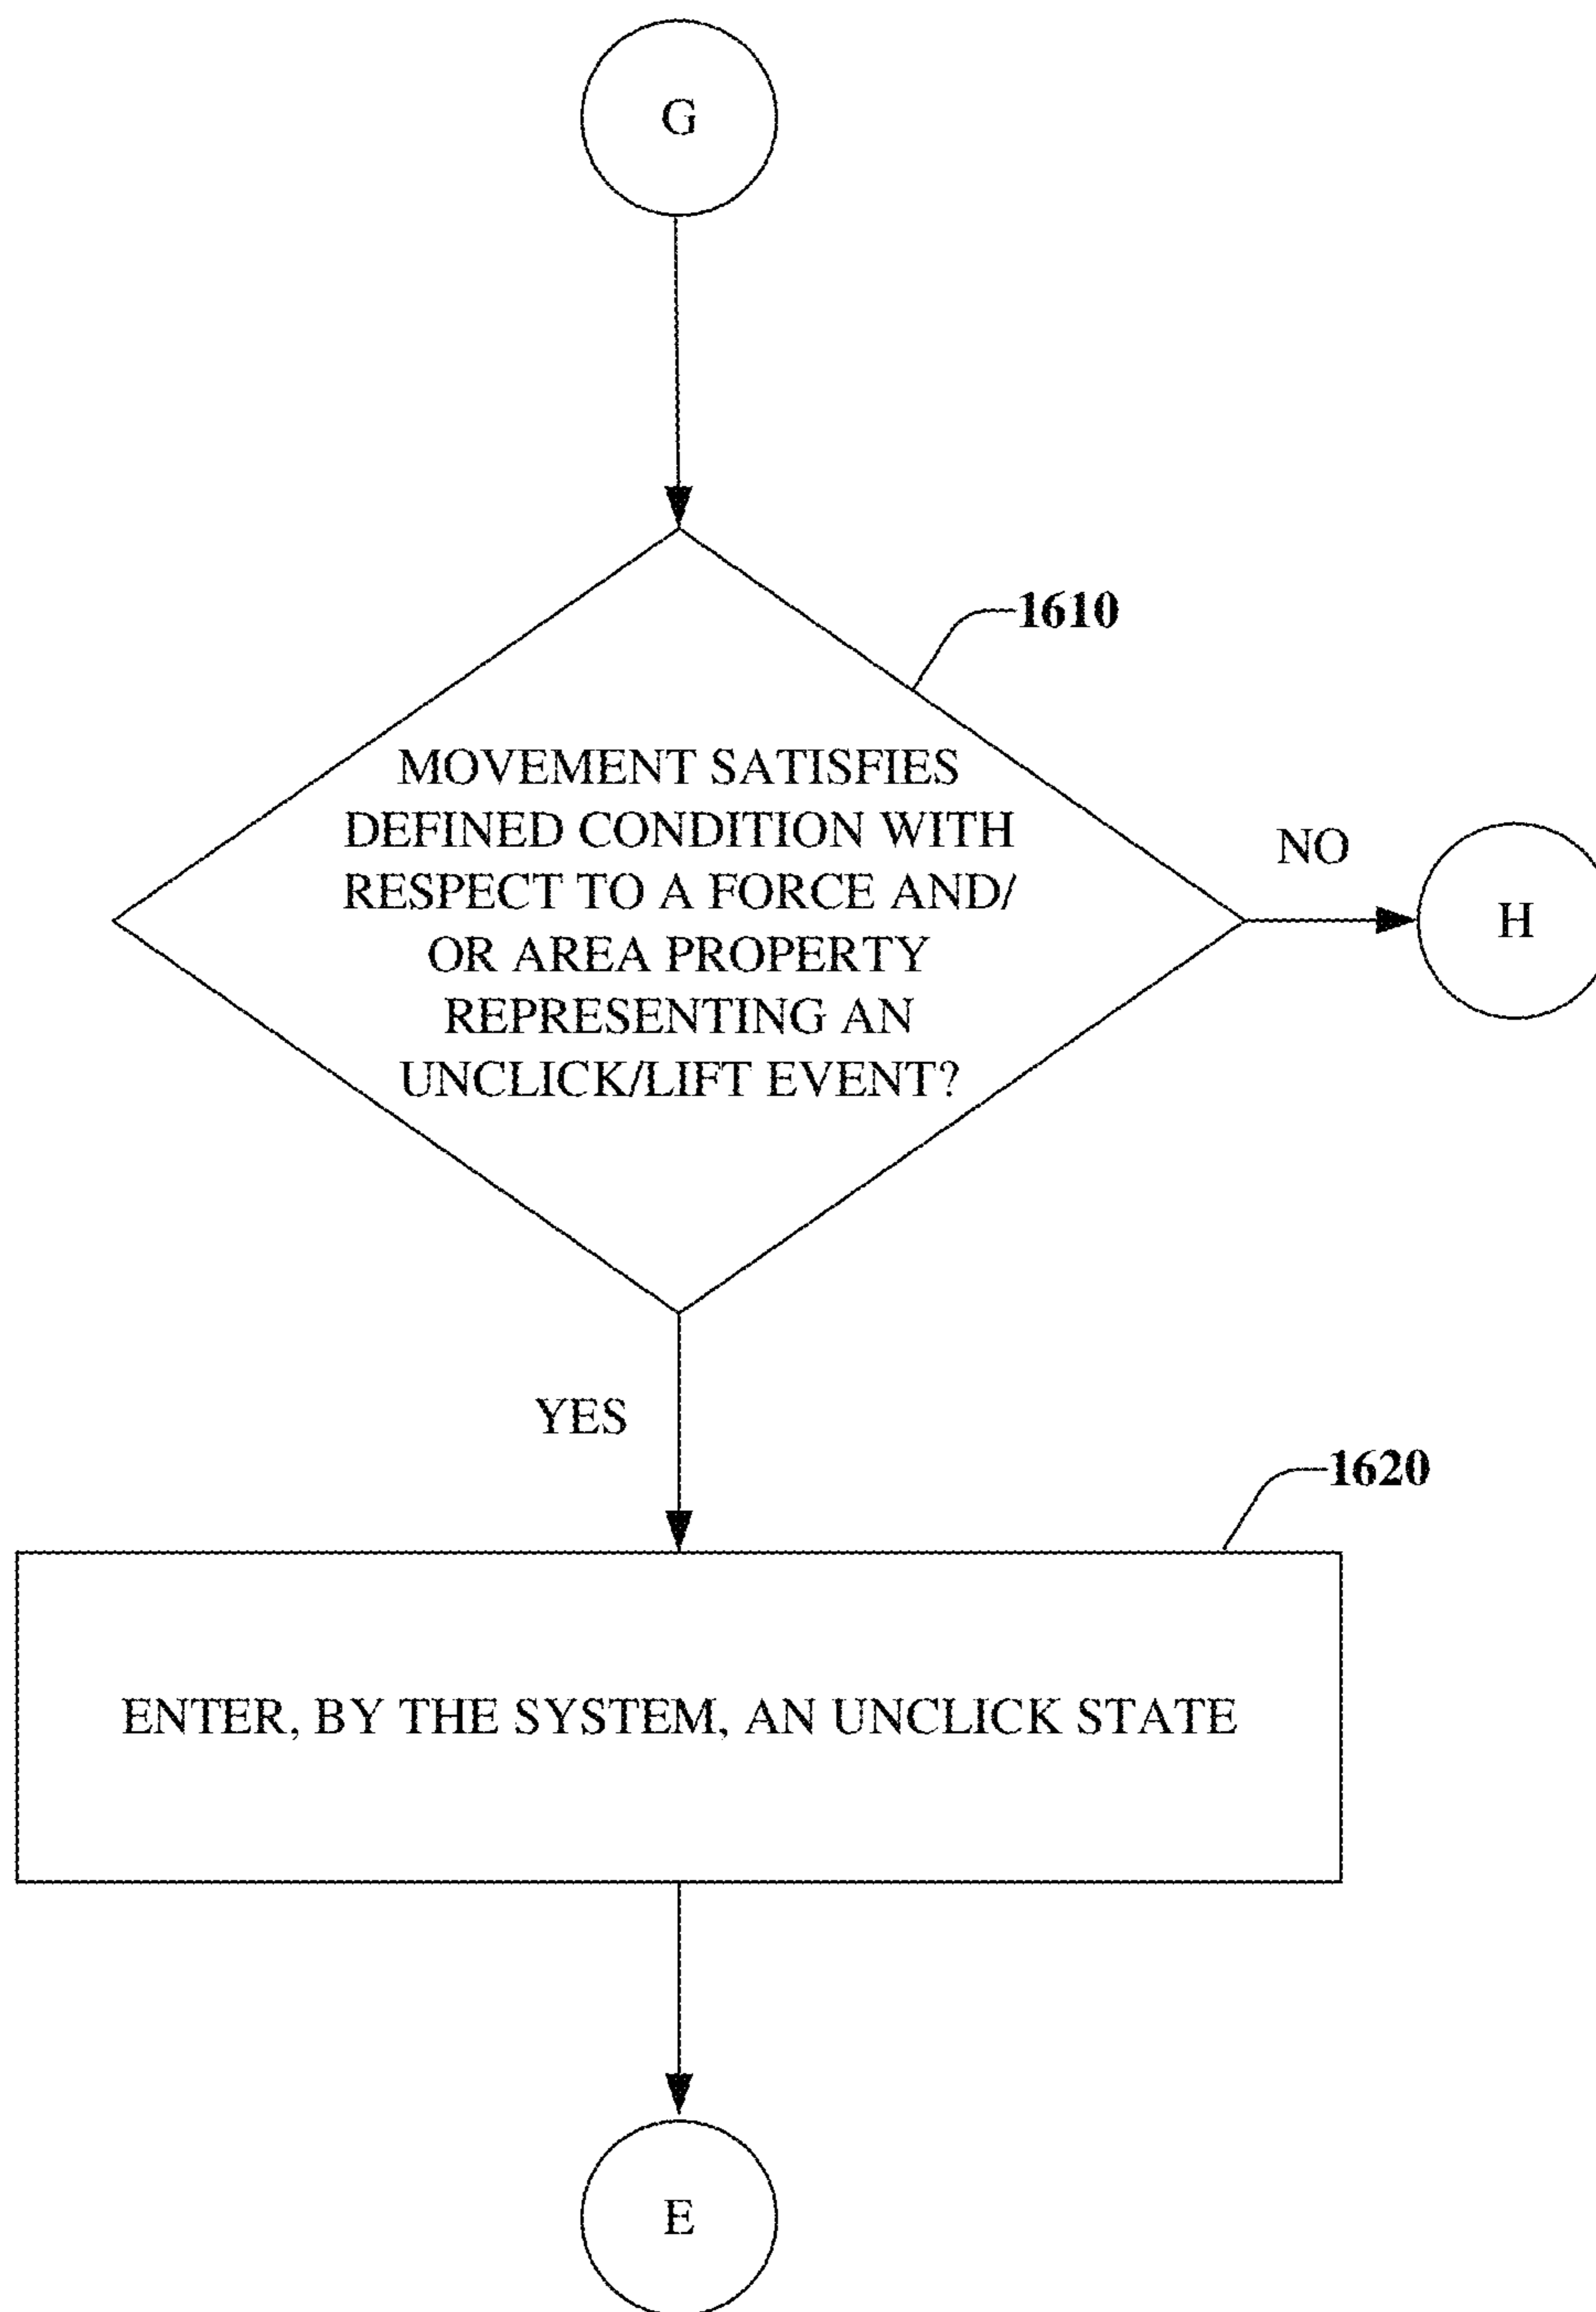 G
1610
MOVEMENT SATISFIES
DEFINED CONDITION WITH
RESPECT TO A FORCE AND/
OR AREA PROPERTY
REPRESENTING AN
UNCLICK/LIFT EVENT?
NO
H
YES
1620
ENTER, BY THE SYSTEM, AN UNCLICK STATE
E